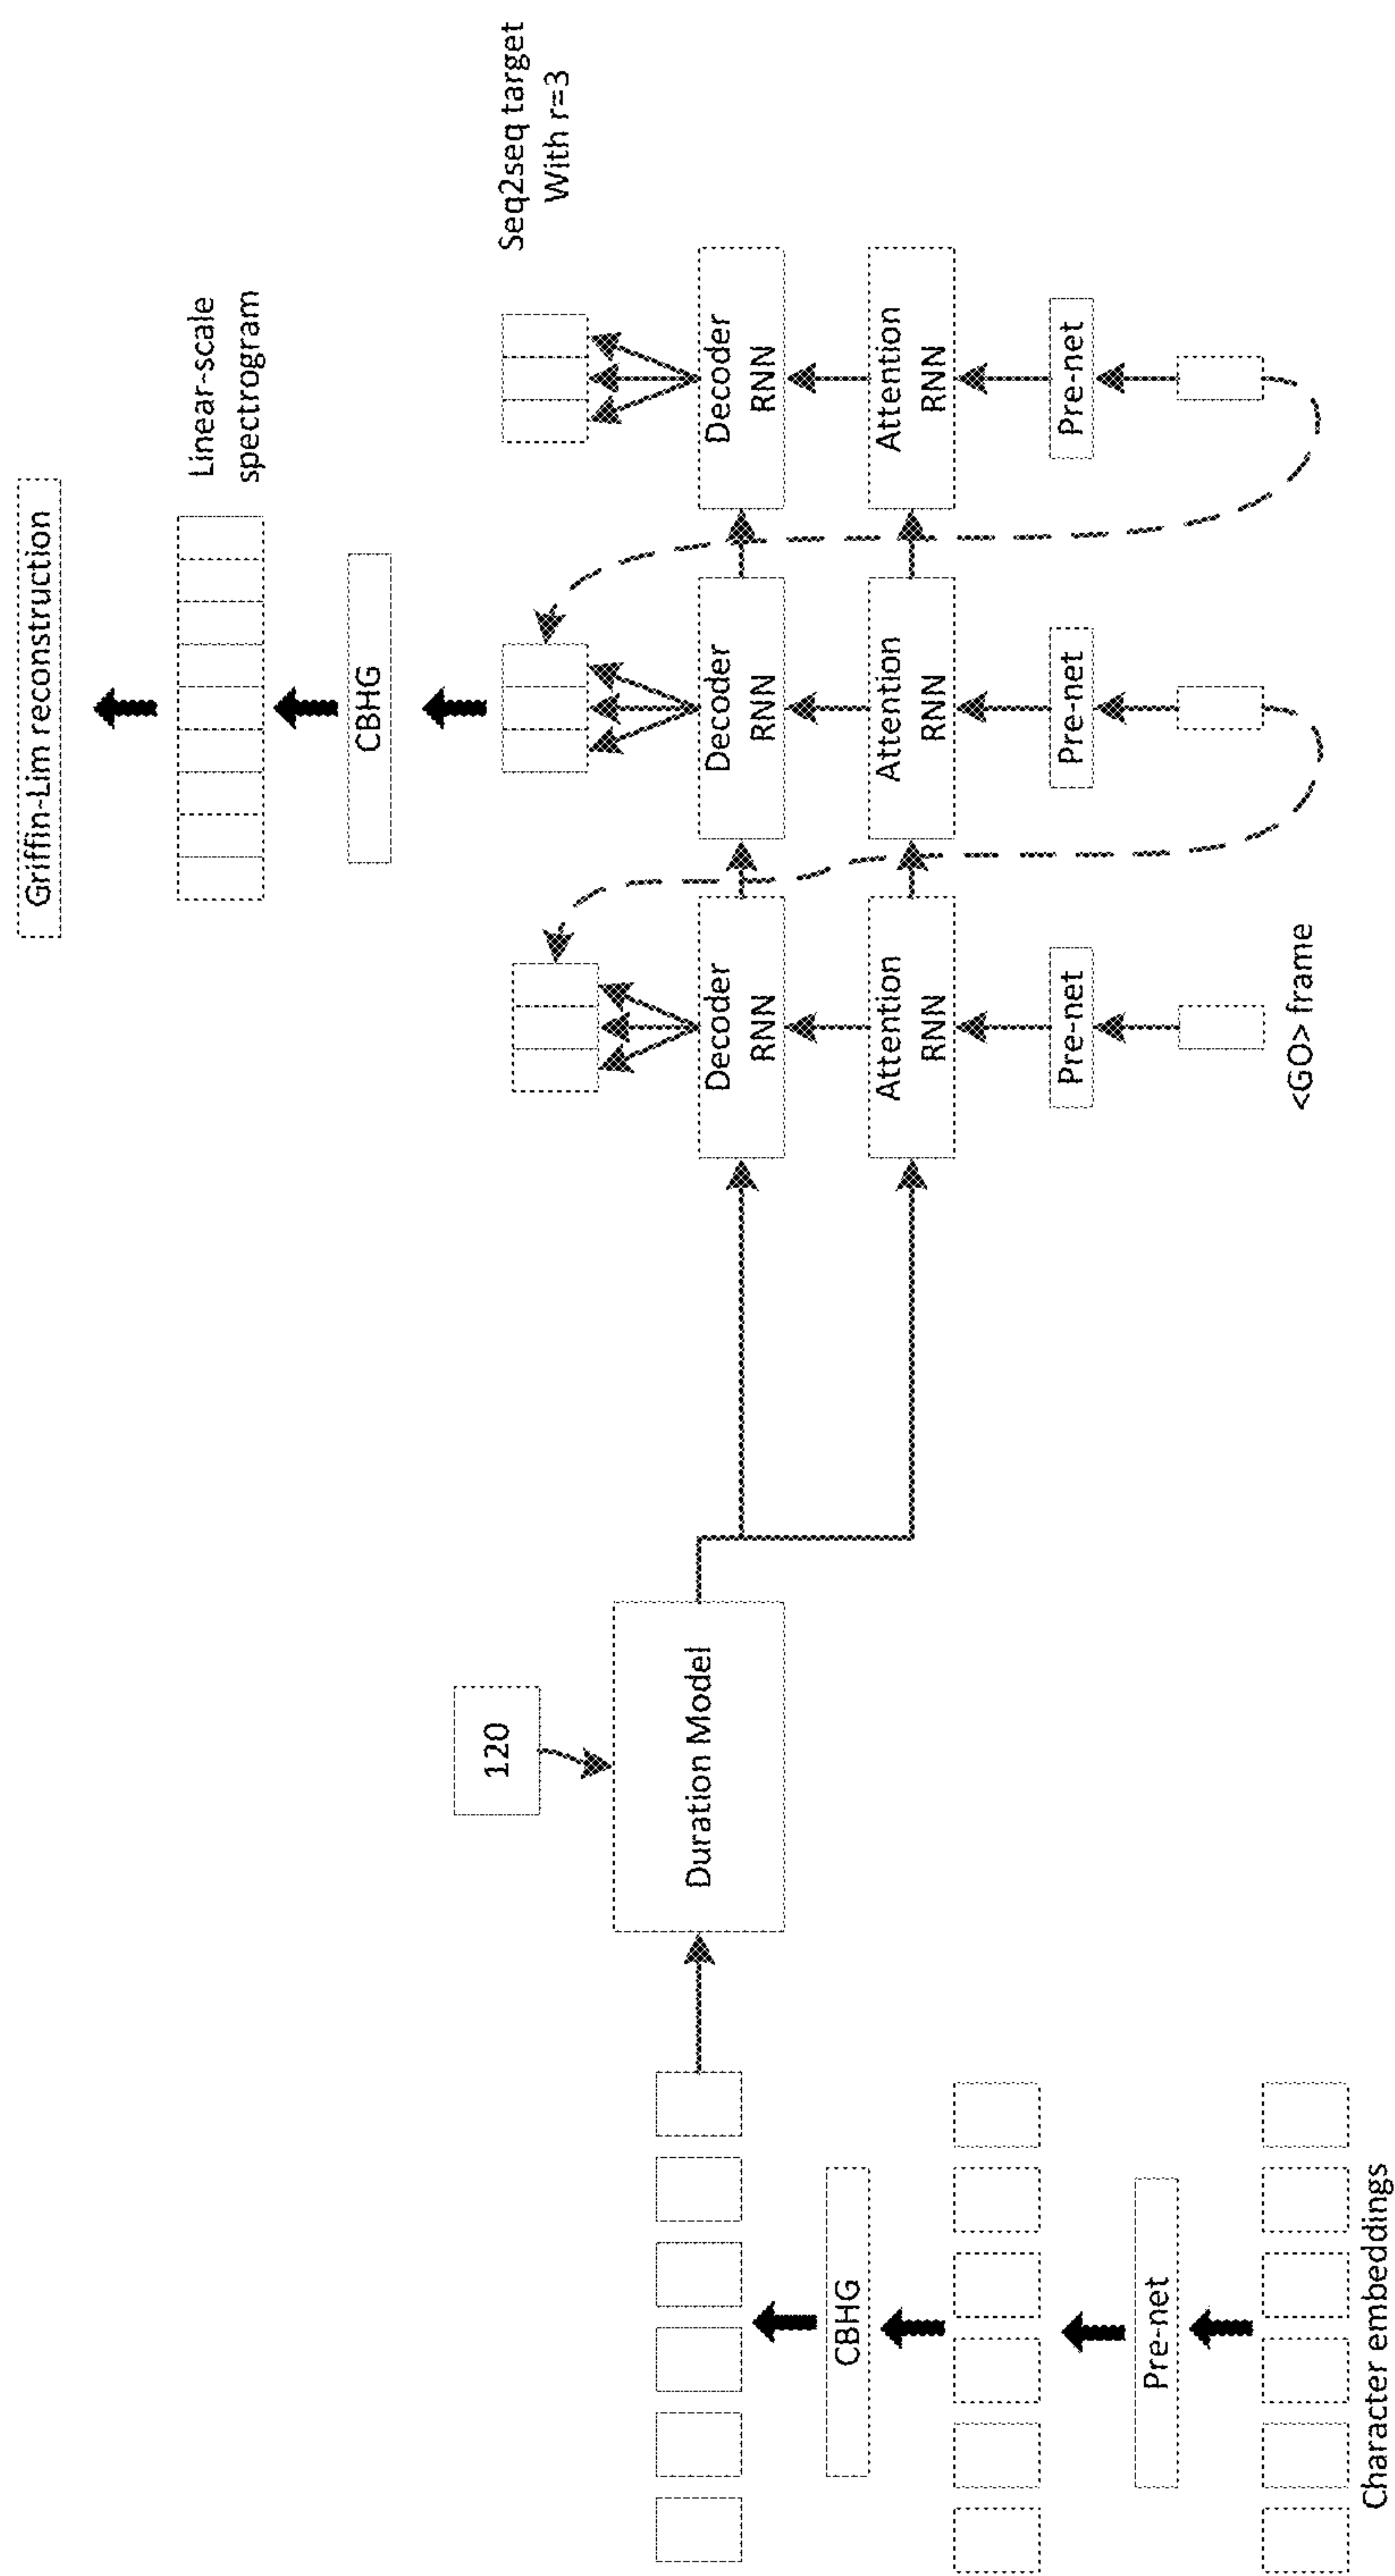 Griffin-Lim reconstruction
Linear-scale
spectrogram
CBHG
Seq2seq target
With r=3
120
Duration Model
Decoder
RNN
Decoder
RNN
Decoder
RNN
Attention
RNN
Attention
RNN
Attention
RNN
CBHG
Pre-net
Pre-net
Pre-net
Pre-net
<GO> frame
Character embeddings